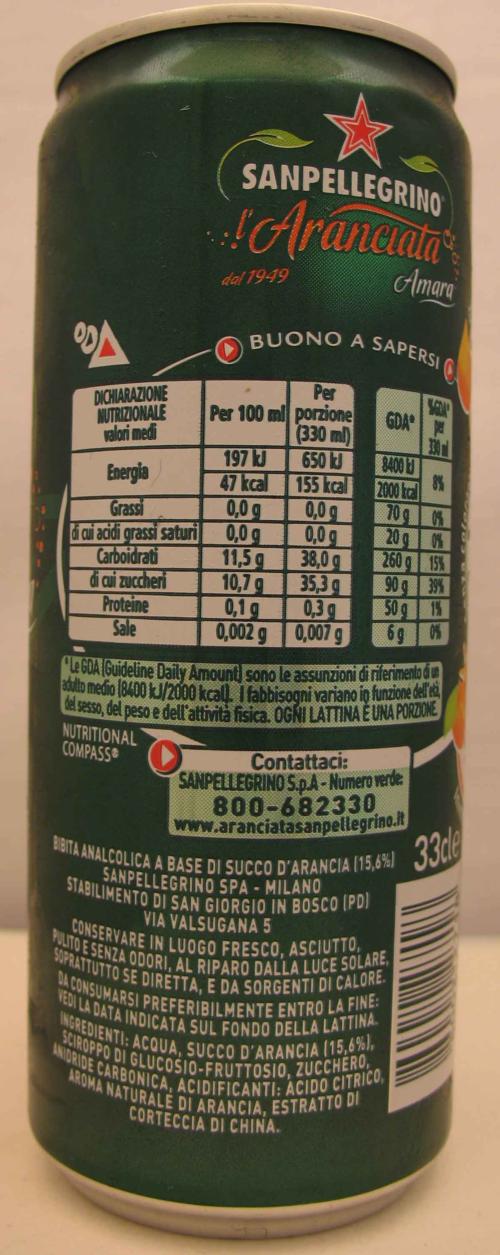 SANPELLEGRINO
l'Aranciata
dal 1949
Amara
BUONO A SAPERSI
DICHIARAZIONE NUTRIZIONALE valori medi | Per 100 ml | Per porzione (330 ml) | GDA* | %GDA* per 330 ml
Energia | 197 kJ | 650 kJ | 8400 kJ | 8%
47 kcal | 155 kcal | 2000 kcal
Grassi | 0,0 g | 0,0 g | 70 g | 0%
di cui acidi grassi saturi | 0,0 g | 0,0 g | 20 g | 0%
Carboidrati | 11,5 g | 38,0 g | 260 g | 15%
di cui zuccheri | 10,7 g | 35,3 g | 90 g | 39%
Proteine | 0,1 g | 0,3 g | 50 g | 1%
Sale | 0,002 g | 0,007 g | 6 g | 0%
*Le GDA (Guideline Daily Amount) sono le assunzioni di riferimento di un
adulto medio (8400 kJ/2000 kcal). I fabbisogni variano in funzione dell'età,
del sesso, del peso e dell'attività fisica. OGNI LATTINA È UNA PORZIONE.
NUTRITIONAL
COMPASS®
Contattaci:
SANPELLEGRINO S.p.A - Numero verde:
800-682330
www.aranciatasanpellegrino.it
33cl e
BIBITA ANALCOLICA A BASE DI SUCCO D'ARANCIA (15,6%)
SANPELLEGRINO SPA - MILANO
STABILIMENTO DI SAN GIORGIO IN BOSCO (PD)
VIA VALSUGANA 5
CONSERVARE IN LUOGO FRESCO, ASCIUTTO,
PULITO E SENZA ODORI, AL RIPARO DALLA LUCE SOLARE,
SOPRATTUTTO SE DIRETTA, E DA SORGENTI DI CALORE.
DA CONSUMARSI PREFERIBILMENTE ENTRO LA FINE:
VEDI LA DATA INDICATA SUL FONDO DELLA LATTINA.
INGREDIENTI: ACQUA, SUCCO D'ARANCIA (15,6%),
SCIROPPO DI GLUCOSIO-FRUTTOSIO, ZUCCHERO,
ANIDRIDE CARBONICA, ACIDIFICANTI: ACIDO CITRICO,
AROMA NATURALE DI ARANCIA, ESTRATTO DI
CORTECCIA DI CHINA.